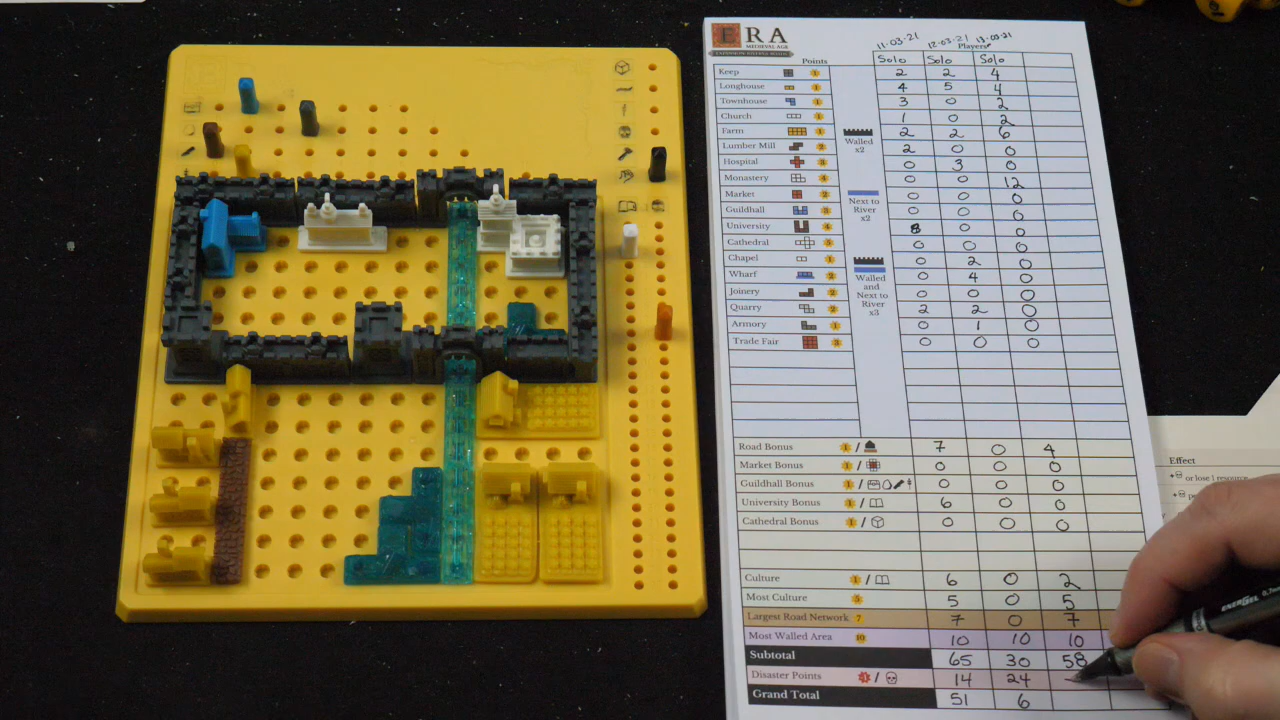 ERA
MEDIEVAL AGE
11-03-21 12-03-21 13-03-21
Players
Points Solo Solo Solo
Keep 1 2 2 4
Longhouse 1 4 5 4
Townhouse 1 3 0 2
Church 1 1 0 2
Farm 1 2 2 6
Lumber Mill 2 2 0 0
Hospital 3 0 3 0
Monastery 4 0 0 12
Market 2 0 0 0
Guildhall 3 0 0 0
University 4 8 0 0
Cathedral 5 0 0 0
Chapel 1 0 2 0
Wharf 2 0 4 0
Joinery 2 0 0 0
Quarry 2 2 2 0
Armory 1 0 1 0
Trade Fair 3 0 0 0
Walled
x2
Next to
River
x2
Walled
and
Next to
River
x3
Road Bonus 1 / 7 0 4
Market Bonus 1 / 0 0 0
Guildhall Bonus 1 / 0 0 0
University Bonus 1 / 6 0 0
Cathedral Bonus 1 / 0 0 0
Culture 1 / 6 0 2
Most Culture 5 5 0 5
Largest Road Network 7 7 0 7
Most Walled Area 10 10 10 10
Subtotal 65 30 58
Disaster Points -1 / 14 24
Grand Total 51 6
Effect
or lose 1 resource
ENERGEL